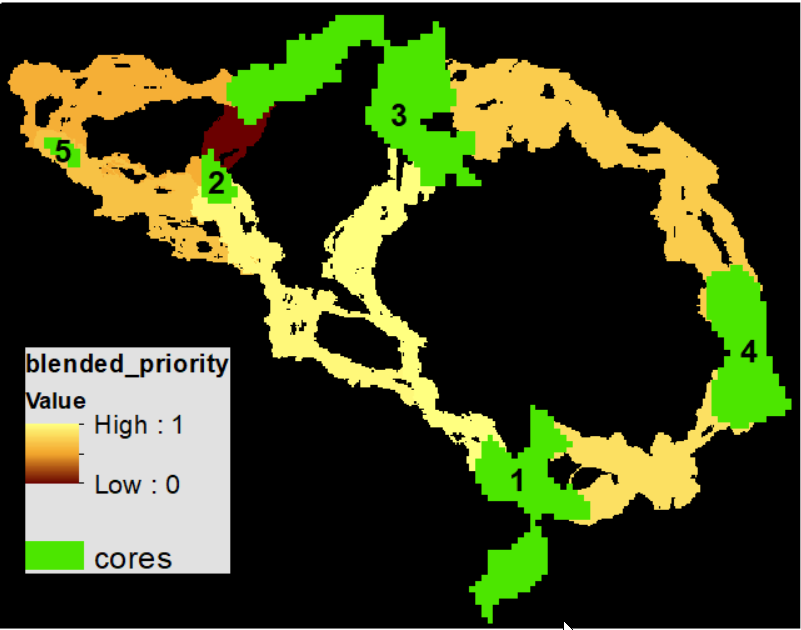 3
5
2
4
1
blended_priority
Value
High : 1
Low : 0
cores